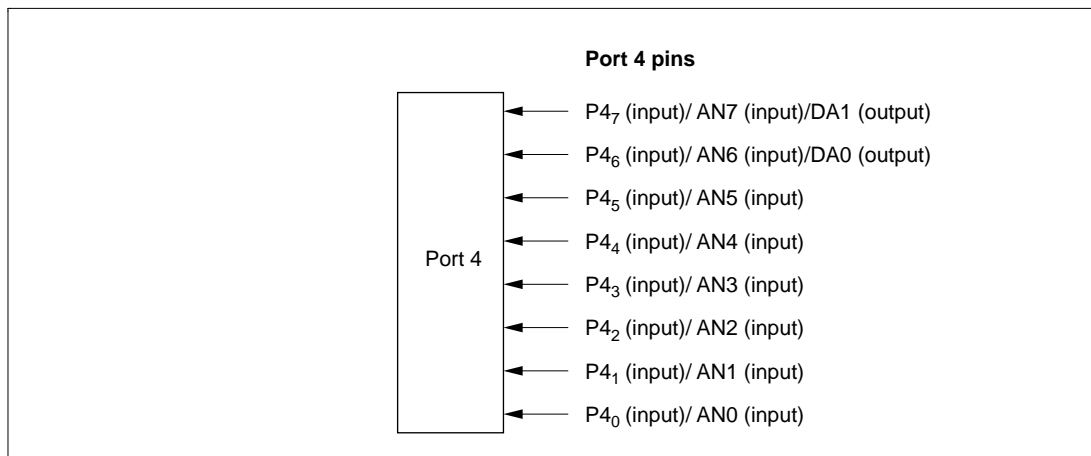 Port 4 pins
P4₇ (input)/ AN7 (input)/DA1 (output)
P4₆ (input)/ AN6 (input)/DA0 (output)
P4₅ (input)/ AN5 (input)
P4₄ (input)/ AN4 (input)
Port 4
P4₃ (input)/ AN3 (input)
P4₂ (input)/ AN2 (input)
P4₁ (input)/ AN1 (input)
P4₀ (input)/ AN0 (input)